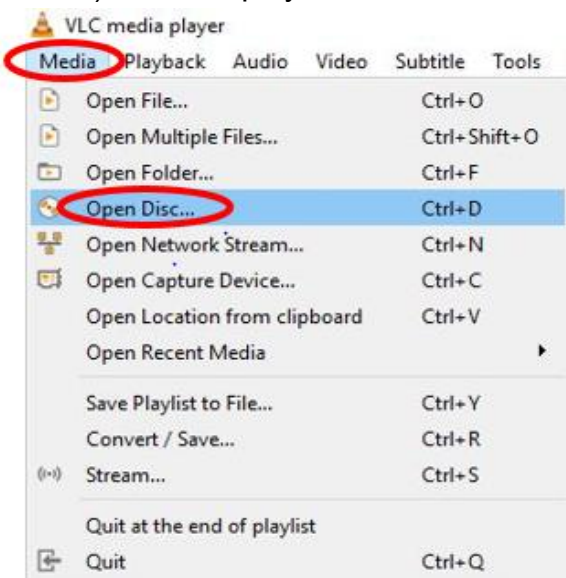 VLC media player
Media Playback Audio Video Subtitle Tools
Open File... Ctrl+O
Open Multiple Files... Ctrl+Shift+O
Open Folder... Ctrl+F
Open Disc... Ctrl+D
Open Network Stream... Ctrl+N
Open Capture Device... Ctrl+C
Open Location from clipboard Ctrl+V
Open Recent Media
Save Playlist to File... Ctrl+Y
Convert / Save... Ctrl+R
Stream... Ctrl+S
Quit at the end of playlist
Quit Ctrl+Q